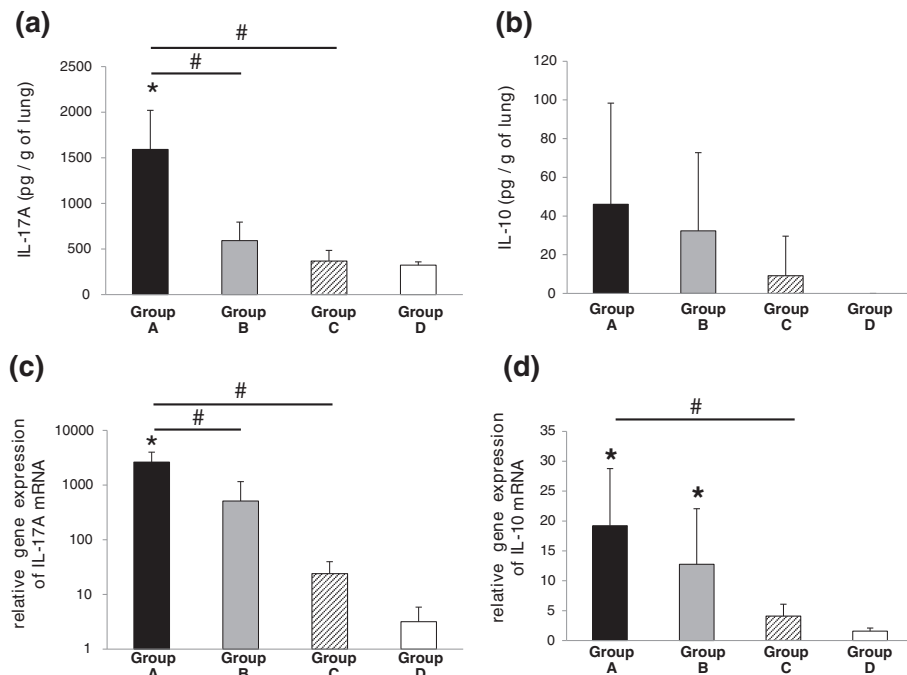 (a)
#
#
*
IL-17A (pg / g of lung)
2500
2000
1500
1000
500
0
Group A
Group B
Group C
Group D
(b)
IL-10 (pg / g of lung)
120
100
80
60
40
20
0
Group A
Group B
Group C
Group D
(c)
#
#
*
relative gene expression
of IL-17A mRNA
10000
1000
100
10
1
Group A
Group B
Group C
Group D
(d)
#
*
*
relative gene expression
of IL-10 mRNA
35
30
25
20
15
10
5
0
Group A
Group B
Group C
Group D